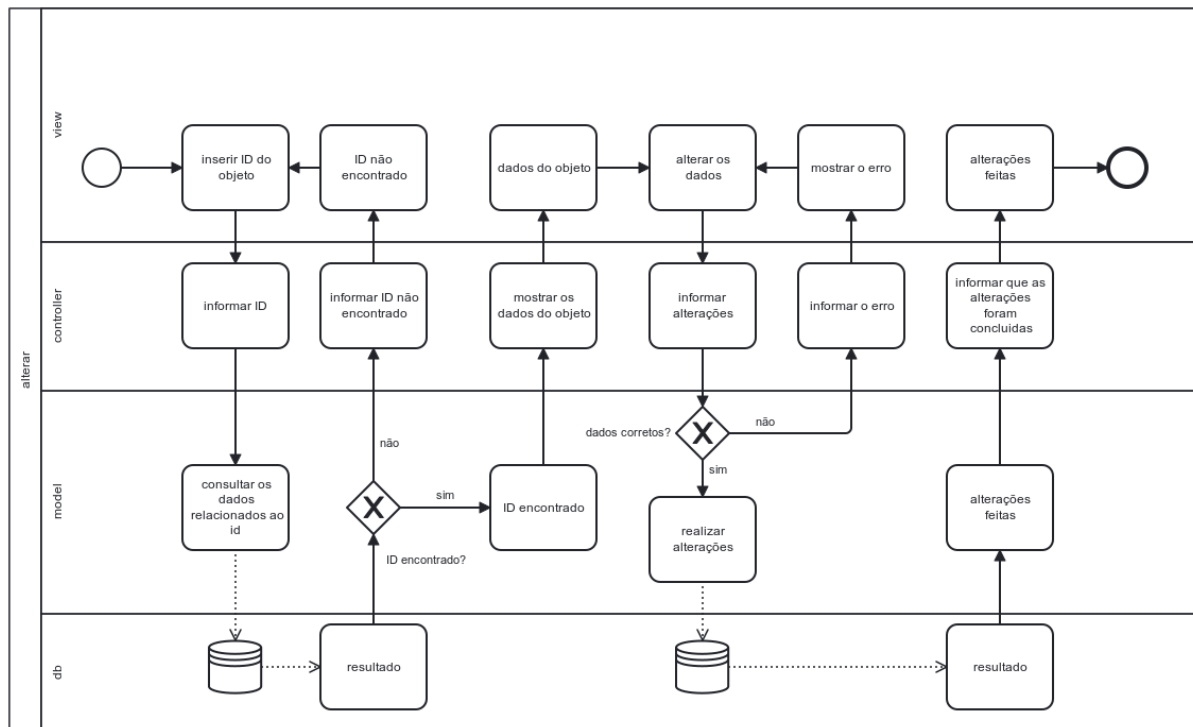 alterar
view
inserir ID do
objeto
ID não
encontrado
dados do objeto
alterar os
dados
mostrar o erro
alterações
feitas
controller
informar ID
informar ID não
encontrado
mostrar os
dados do objeto
informar
alterações
informar o erro
informar que as
alterações
foram
concluidas
model
não
dados corretos?
não
sim
consultar os
dados
relacionados ao
id
sim
ID encontrado?
ID encontrado
realizar
alterações
alterações
feitas
db
resultado
resultado